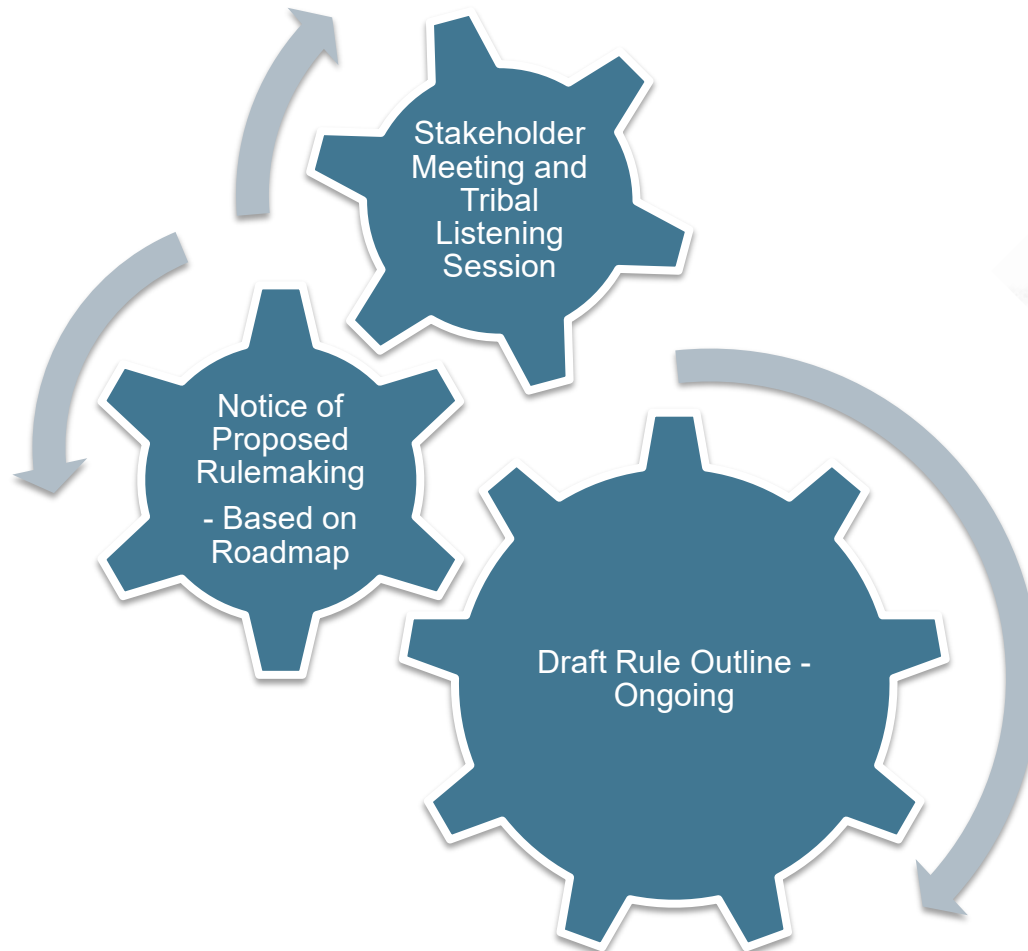 Stakeholder
Meeting and
Tribal
Listening
Session
Notice of
Proposed
Rulemaking
- Based on
Roadmap
Draft Rule Outline -
Ongoing